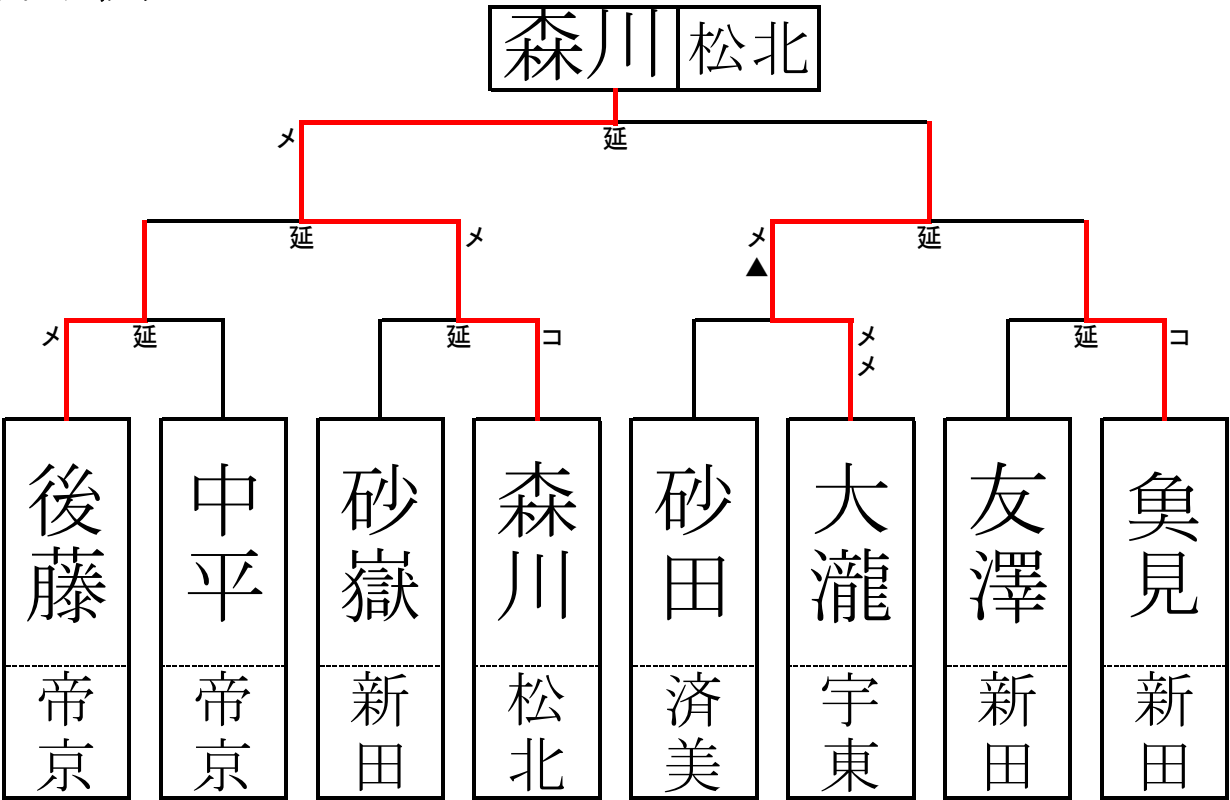 森川 松北
メ 延
延 メ メ 延
▲
メ 延 延 コ メ 延 コ
メ
後藤 中平 砂嶽 森川 砂田 大瀧 友澤
帝京 帝京 新田 松北 済美 宇東 新田 新田